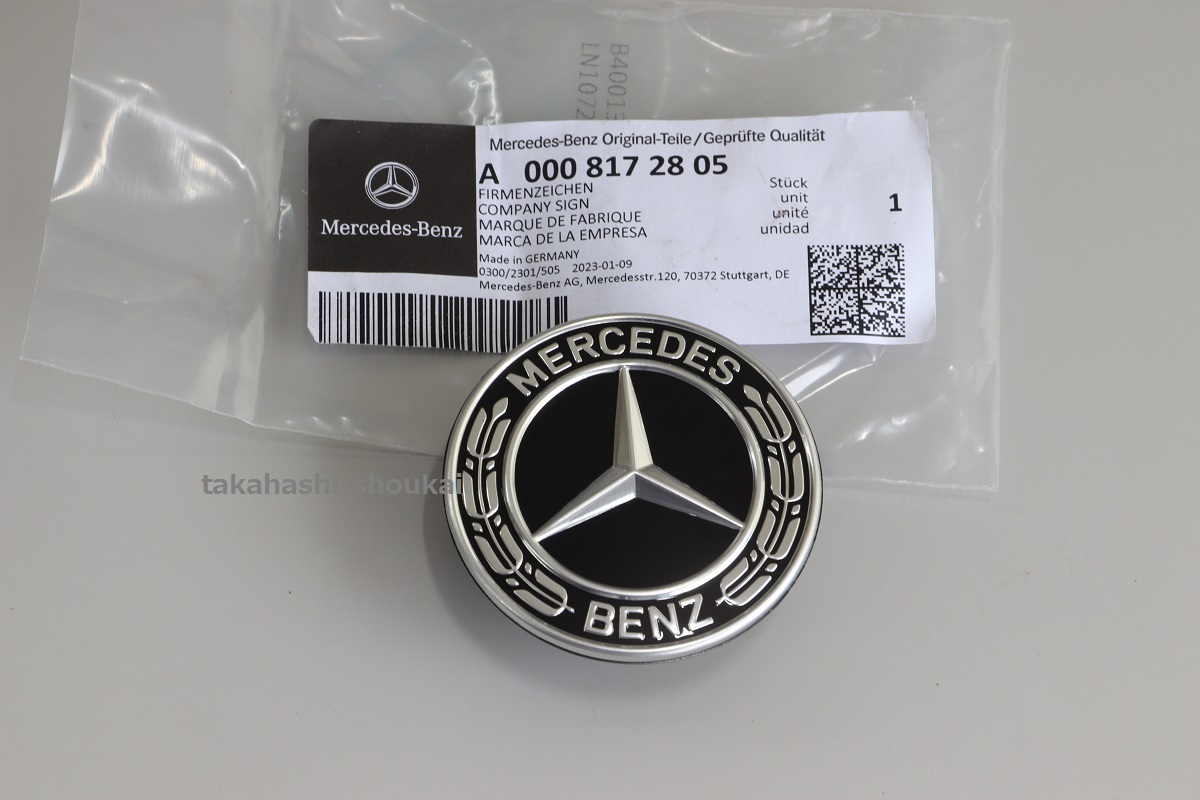 B40013
LN1072
Mercedes-Benz Original-Teile/Geprüfte Qualität
A 000 817 28 05
FIRMENZEICHEN
COMPANY SIGN
MARQUE DE FABRIQUE
MARCA DE LA EMPRESA
Stück
unit
unité
unidad
1
Mercedes-Benz
Made in GERMANY
0300/2301/505 2023-01-09
Mercedes-Benz AG, Mercedesstr.120, 70372 Stuttgart, DE
MERCEDES
BENZ
takahashi shoukai